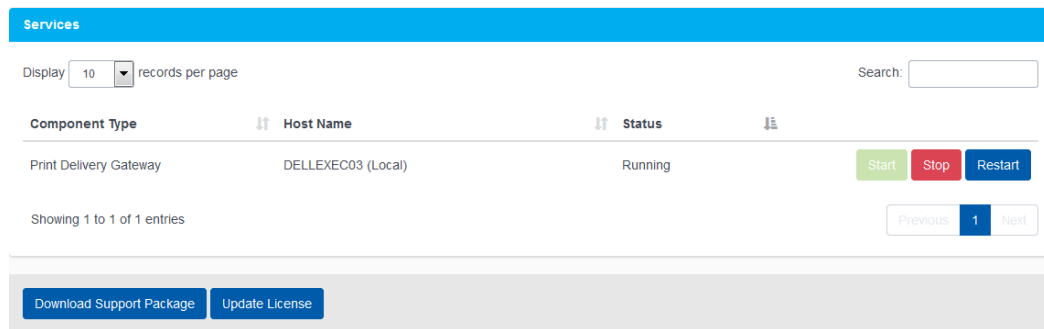 Services
Display 10 records per page Search:
Component Type Host Name Status
Print Delivery Gateway DELLEXEC03 (Local) Running Start Stop Restart
Showing 1 to 1 of 1 entries Previous 1 Next
Download Support Package Update License